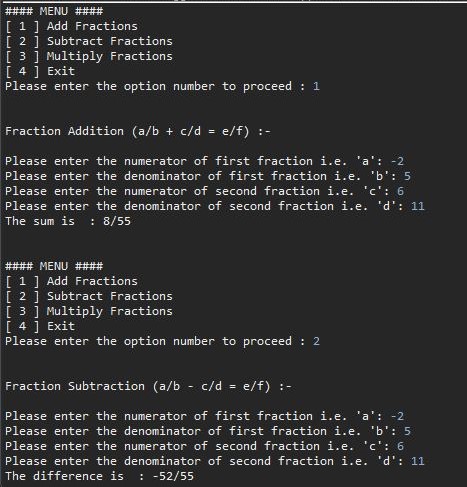 #### MENU ####
[ 1 ] Add Fractions
[ 2 ] Subtract Fractions
[ 3 ] Multiply Fractions
[ 4 ] Exit
Please enter the option number to proceed : 1
Fraction Addition (a/b + c/d = e/f) :-
Please enter the numerator of first fraction i.e. 'a': -2
Please enter the denominator of first fraction i.e. 'b': 5
Please enter the numerator of second fraction i.e. 'c': 6
Please enter the denominator of second fraction i.e. 'd': 11
The sum is  : 8/55
#### MENU ####
[ 1 ] Add Fractions
[ 2 ] Subtract Fractions
[ 3 ] Multiply Fractions
[ 4 ] Exit
Please enter the option number to proceed : 2
Fraction Subtraction (a/b - c/d = e/f) :-
Please enter the numerator of first fraction i.e. 'a': -2
Please enter the denominator of first fraction i.e. 'b': 5
Please enter the numerator of second fraction i.e. 'c': 6
Please enter the denominator of second fraction i.e. 'd': 11
The difference is  : -52/55